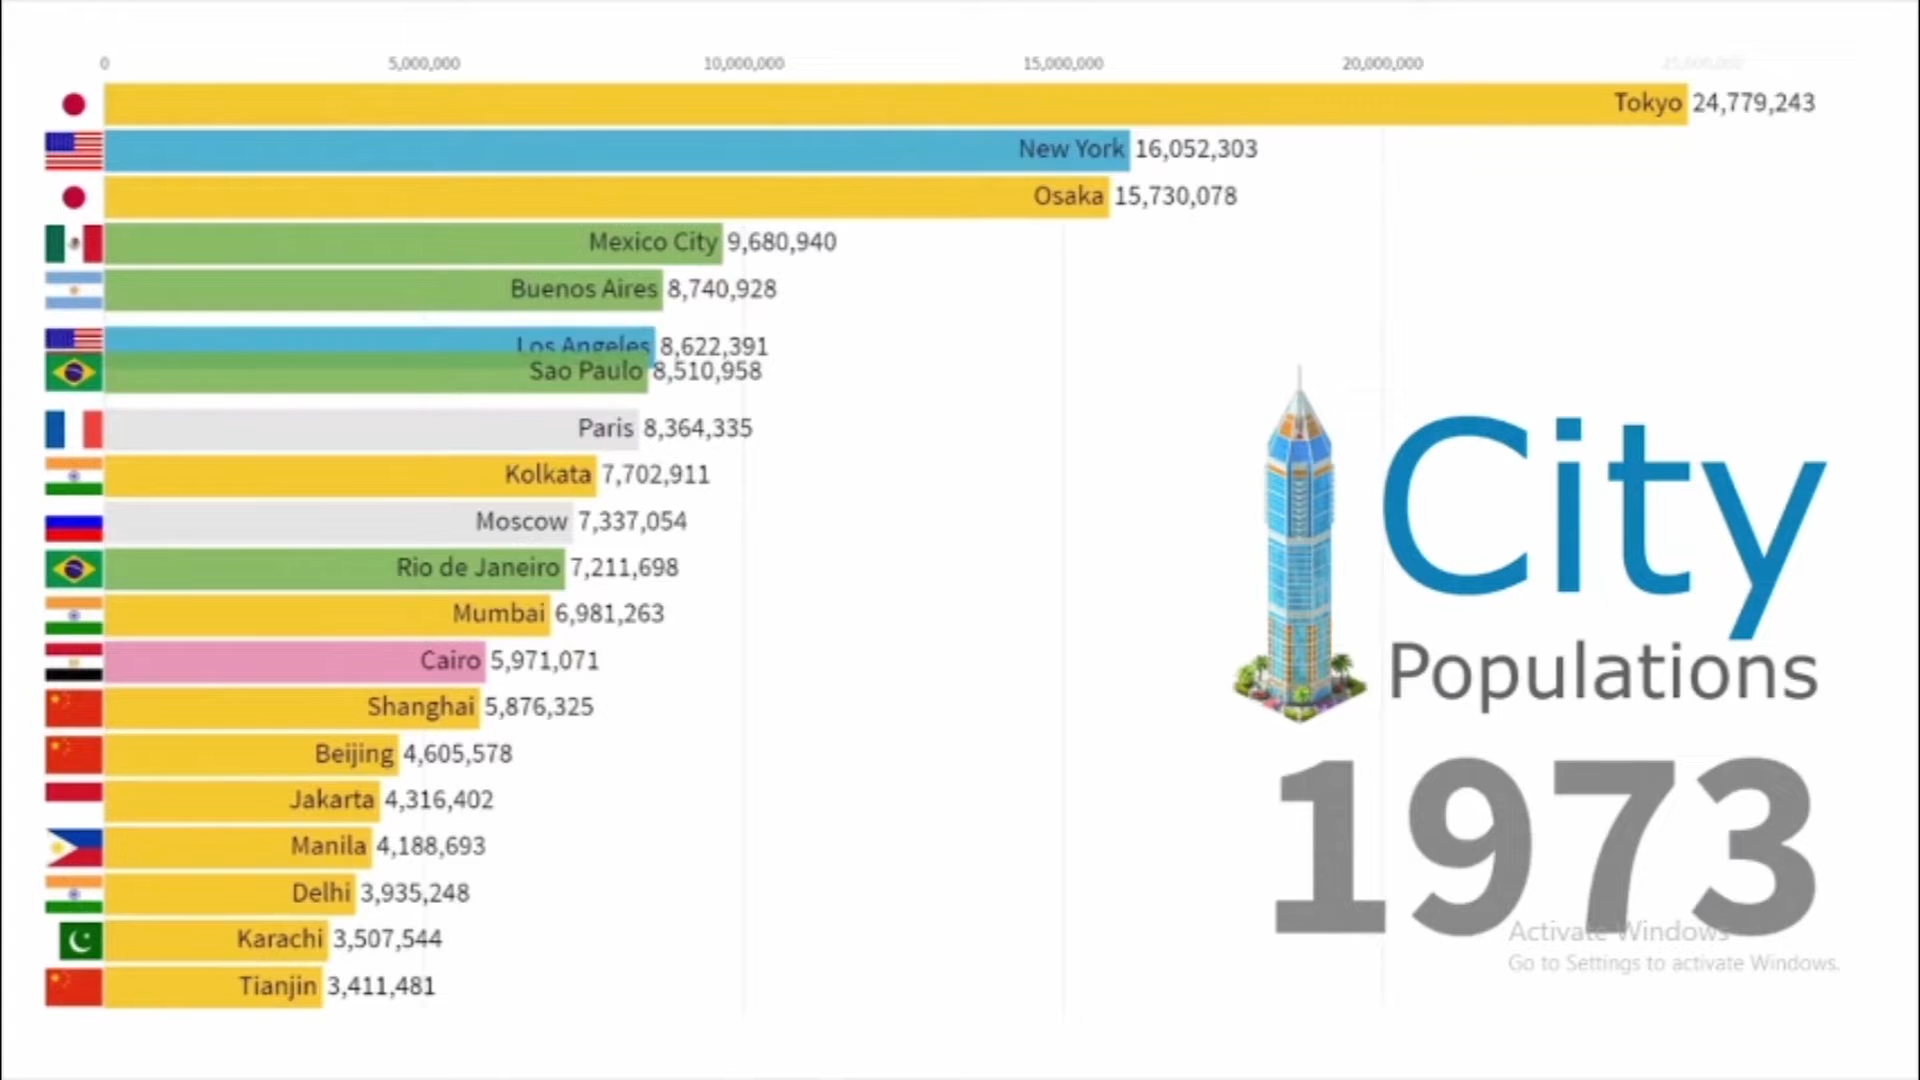 0 5,000,000 10,000,000 15,000,000 20,000,000 25,000,000
Tokyo 24,779,243
New York 16,052,303
Osaka 15,730,078
Mexico City 9,680,940
Buenos Aires 8,740,928
Los Angeles 8,622,391
Sao Paulo 8,510,958
Paris 8,364,335
Kolkata 7,702,911
Moscow 7,337,054
Rio de Janeiro 7,211,698
Mumbai 6,981,263
Cairo 5,971,071
Shanghai 5,876,325
Beijing 4,605,578
Jakarta 4,316,402
Manila 4,188,693
Delhi 3,935,248
Karachi 3,507,544
Tianjin 3,411,481
City
Populations
1973
Activate Windows
Go to Settings to activate Windows.